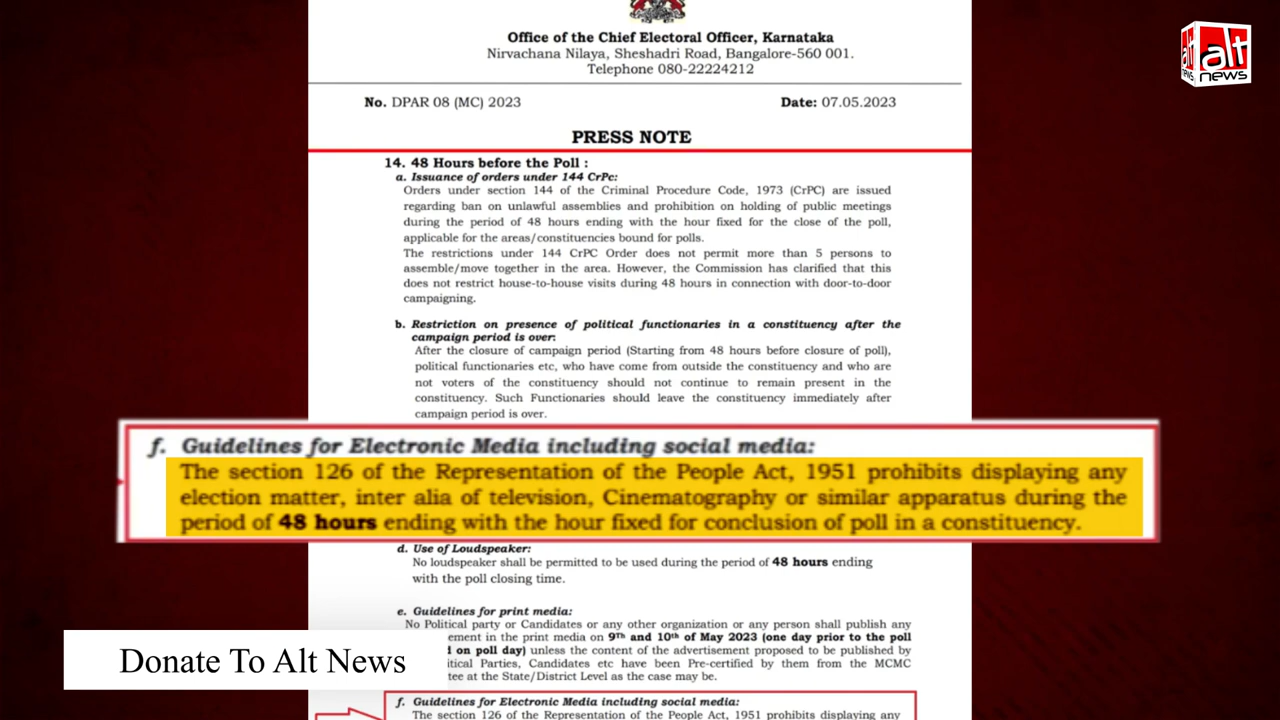 Office of the Chief Electoral Officer, Karnataka
Nirvachana Nilaya, Sheshadri Road, Bangalore-560 001.
Telephone 080-22224212
alt
news
alt
news
No. DPAR 08 (MC) 2023
Date: 07.05.2023
PRESS NOTE
14. 48 Hours before the Poll :
a. Issuance of orders under 144 CrPc:
Orders under section 144 of the Criminal Procedure Code, 1973 (CrPC) are issued
regarding ban on unlawful assemblies and prohibition on holding of public meetings
during the period of 48 hours ending with the hour fixed for the close of the poll,
applicable for the areas/constituencies bound for polls.
The restrictions under 144 CrPC Order does not permit more than 5 persons to
assemble/move together in the area. However, the Commission has clarified that this
does not restrict house-to-house visits during 48 hours in connection with door-to-door
campaigning.
b. Restriction on presence of political functionaries in a constituency after the
campaign period is over:
After the closure of campaign period (Starting from 48 hours before closure of poll),
political functionaries etc, who have come from outside the constituency and who are
not voters of the constituency should not continue to remain present in the
constituency. Such Functionaries should leave the constituency immediately after
campaign period is over.
f. Guidelines for Electronic Media including social media:
The section 126 of the Representation of the People Act, 1951 prohibits displaying any
election matter, inter alia of television, Cinematography or similar apparatus during the
period of 48 hours ending with the hour fixed for conclusion of poll in a constituency.
d. Use of Loudspeaker:
No loudspeaker shall be permitted to be used during the period of 48 hours ending
with the poll closing time.
e. Guidelines for print media:
No Political party or Candidates or any other organization or any person shall publish any
ement in the print media on 9Th and 10th of May 2023 (one day prior to the poll
on poll day) unless the content of the advertisement proposed to be published by
itical Parties, Candidates etc have been Pre-certified by them from the MCMC
tee at the State/District Level as the case may be.
Donate To Alt News
f. Guidelines for Electronic Media including social media:
The section 126 of the Representation of the People Act, 1951 prohibits displaying any